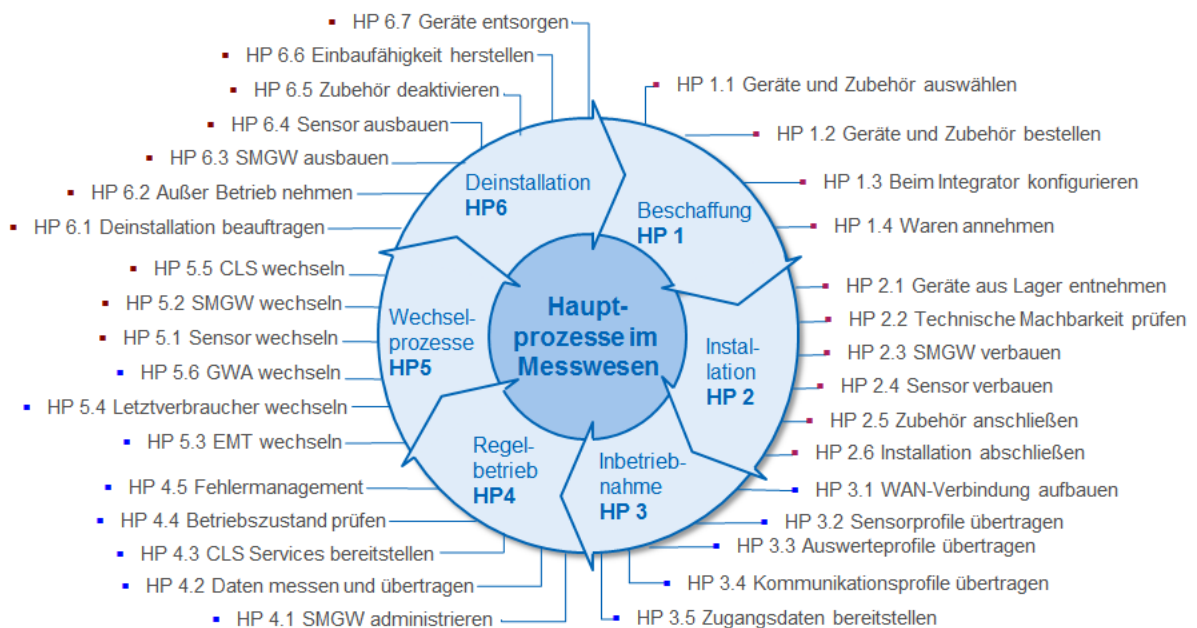 HP 6.7 Geräte entsorgen
HP 6.6 Einbaufähigkeit herstellen
HP 6.5 Zubehör deaktivieren
HP 6.4 Sensor ausbauen
HP 6.3 SMGW ausbauen
HP 6.2 Außer Betrieb nehmen
HP 6.1 Deinstallation beauftragen
HP 5.5 CLS wechseln
HP 5.2 SMGW wechseln
HP 5.1 Sensor wechseln
HP 5.6 GWA wechseln
HP 5.4 Letztverbraucher wechseln
HP 5.3 EMT wechseln
HP 4.5 Fehlermanagement
HP 4.4 Betriebszustand prüfen
HP 4.3 CLS Services bereitstellen
HP 4.2 Daten messen und übertragen
HP 4.1 SMGW administrieren
Deinstallation
HP6
Beschaffung
HP 1
Wechsel-
prozesse
HP5
Haupt-
prozesse im
Messwesen
Instal-
lation
HP 2
Regel-
betrieb
HP4
Inbetrieb-
nahme
HP 3
HP 1.1 Geräte und Zubehör auswählen
HP 1.2 Geräte und Zubehör bestellen
HP 1.3 Beim Integrator konfigurieren
HP 1.4 Waren annehmen
HP 2.1 Geräte aus Lager entnehmen
HP 2.2 Technische Machbarkeit prüfen
HP 2.3 SMGW verbauen
HP 2.4 Sensor verbauen
HP 2.5 Zubehör anschließen
HP 2.6 Installation abschließen
HP 3.1 WAN-Verbindung aufbauen
HP 3.2 Sensorprofile übertragen
HP 3.3 Auswerteprofile übertragen
HP 3.4 Kommunikationsprofile übertragen
HP 3.5 Zugangsdaten bereitstellen